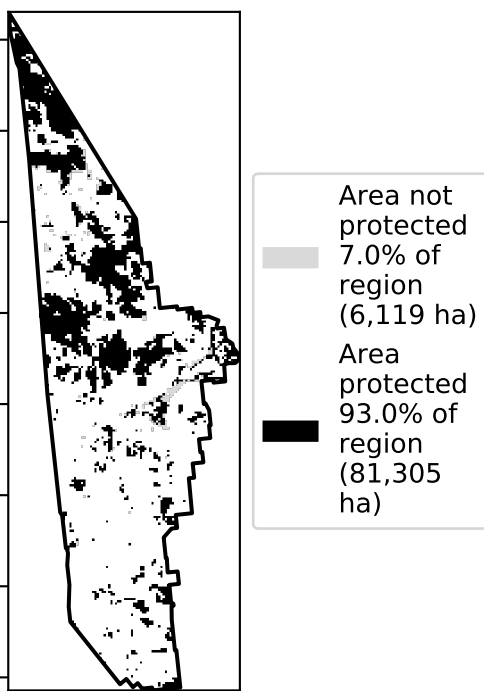 Area not
protected
7.0% of
region
(6,119 ha)
Area
protected
93.0% of
region
(81,305
ha)